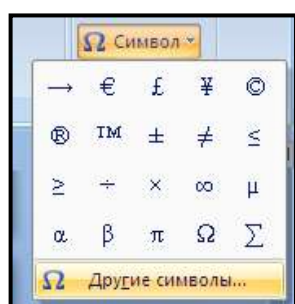 Ω Символ
→ € £ ¥ ©
® ™ ± ≠ ≤
≥ ÷ × ∞ µ
α β π Ω ∑
Ω Другие символы...